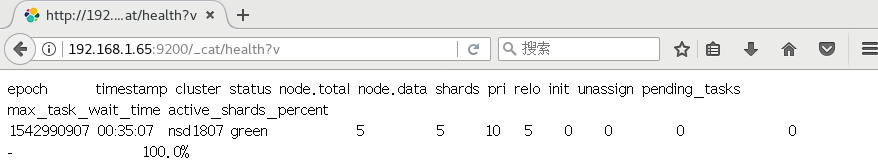 http://192....at/health?v
192.168.1.65:9200/_cat/health?v
搜索
epoch timestamp cluster status node.total node.data shards pri relo init unassign pending_tasks
max_task_wait_time active_shards_percent
1542990907 00:35:07 nsd1807 green 5 5 10 5 0 0 0 0
- 100.0%